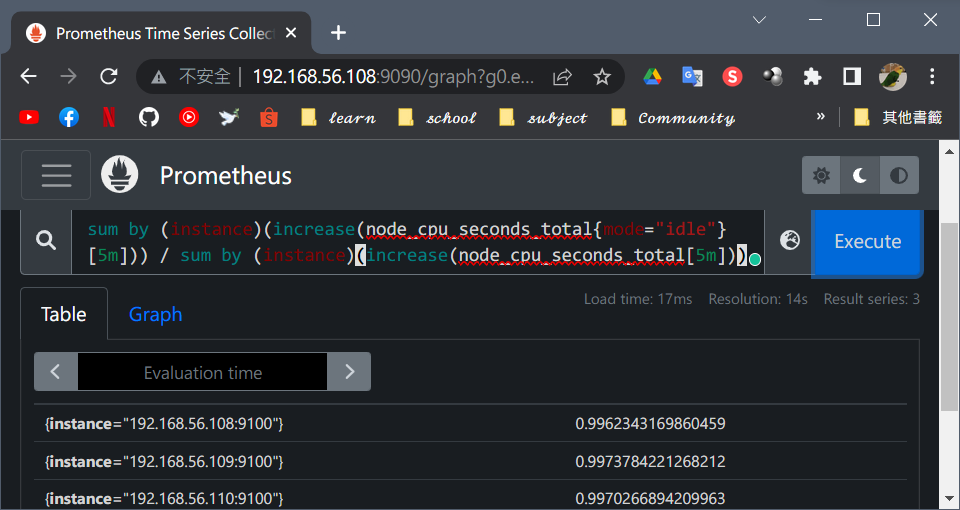 Prometheus Time Series Collect
不安全 192.168.56.108:9090/graph?g0.e...
learn school subject Community » 其他書籤
Prometheus
sum by (instance)(increase(node_cpu_seconds_total{mode="idle"}
[5m])) / sum by (instance)(increase(node_cpu_seconds_total[5m]))
Execute
Load time: 17ms Resolution: 14s Result series: 3
Table Graph
Evaluation time
{instance="192.168.56.108:9100"} 0.9962343169860459
{instance="192.168.56.109:9100"} 0.9973784221268212
{instance="192.168.56.110:9100"} 0.9970266894209963